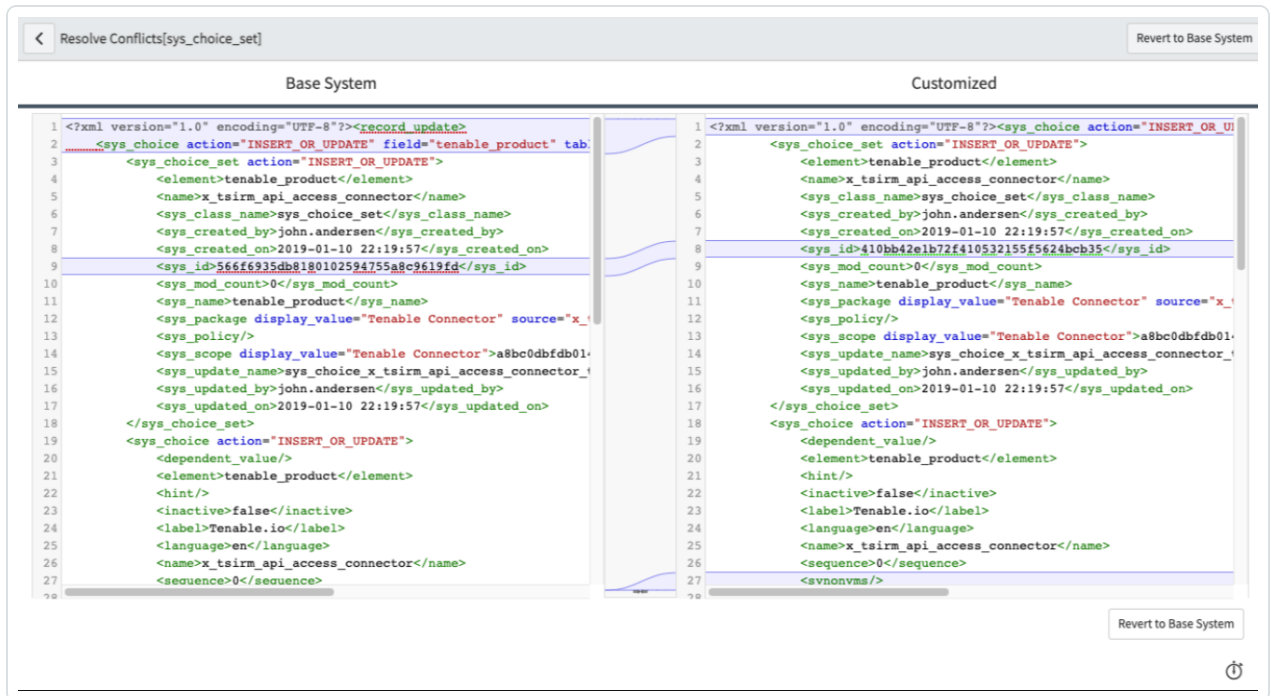 Resolve Conflicts[sys_choice_set]
Revert to Base System
Base System
Customized
1 <?xml version="1.0" encoding="UTF-8"?><record_update>
2 <sys_choice action="INSERT_OR_UPDATE" field="tenable_product" tab
3 <sys_choice_set action="INSERT_OR_UPDATE">
4 <element>tenable_product</element>
5 <name>x_tsirm_api_access_connector</name>
6 <sys_class_name>sys_choice_set</sys_class_name>
7 <sys_created_by>john.andersen</sys_created_by>
8 <sys_created_on>2019-01-10 22:19:57</sys_created_on>
9 <sys_id>566f6935db8180102594755a8c9619fd</sys_id>
10 <sys_mod_count>0</sys_mod_count>
11 <sys_name>tenable_product</sys_name>
12 <sys_package display_value="Tenable Connector" source="x_
13 <sys_policy/>
14 <sys_scope display_value="Tenable Connector">a8bc0dbfdb01
15 <sys_update_name>sys_choice_x_tsirm_api_access_connector_
16 <sys_updated_by>john.andersen</sys_updated_by>
17 <sys_updated_on>2019-01-10 22:19:57</sys_updated_on>
18 </sys_choice_set>
19 <sys_choice action="INSERT_OR_UPDATE">
20 <dependent_value/>
21 <element>tenable_product</element>
22 <hint/>
23 <inactive>false</inactive>
24 <label>Tenable.io</label>
25 <language>en</language>
26 <name>x_tsirm_api_access_connector</name>
27 <sequence>0</sequence>
28
1 <?xml version="1.0" encoding="UTF-8"?><sys_choice action="INSERT_OR_U
2 <sys_choice_set action="INSERT_OR_UPDATE">
3 <element>tenable_product</element>
4 <name>x_tsirm_api_access_connector</name>
5 <sys_class_name>sys_choice_set</sys_class_name>
6 <sys_created_by>john.andersen</sys_created_by>
7 <sys_created_on>2019-01-10 22:19:57</sys_created_on>
8 <sys_id>410bb42e1b72f410532155f5624bcb35</sys_id>
9 <sys_mod_count>0</sys_mod_count>
10 <sys_name>tenable_product</sys_name>
11 <sys_package display_value="Tenable Connector" source="x_
12 <sys_policy/>
13 <sys_scope display_value="Tenable Connector">a8bc0dbfdb01
14 <sys_update_name>sys_choice_x_tsirm_api_access_connector_
15 <sys_updated_by>john.andersen</sys_updated_by>
16 <sys_updated_on>2019-01-10 22:19:57</sys_updated_on>
17 </sys_choice_set>
18 <sys_choice action="INSERT_OR_UPDATE">
19 <dependent_value/>
20 <element>tenable_product</element>
21 <hint/>
22 <inactive>false</inactive>
23 <label>Tenable.io</label>
24 <language>en</language>
25 <name>x_tsirm_api_access_connector</name>
26 <sequence>0</sequence>
27 <synonyms/>
28
Revert to Base System